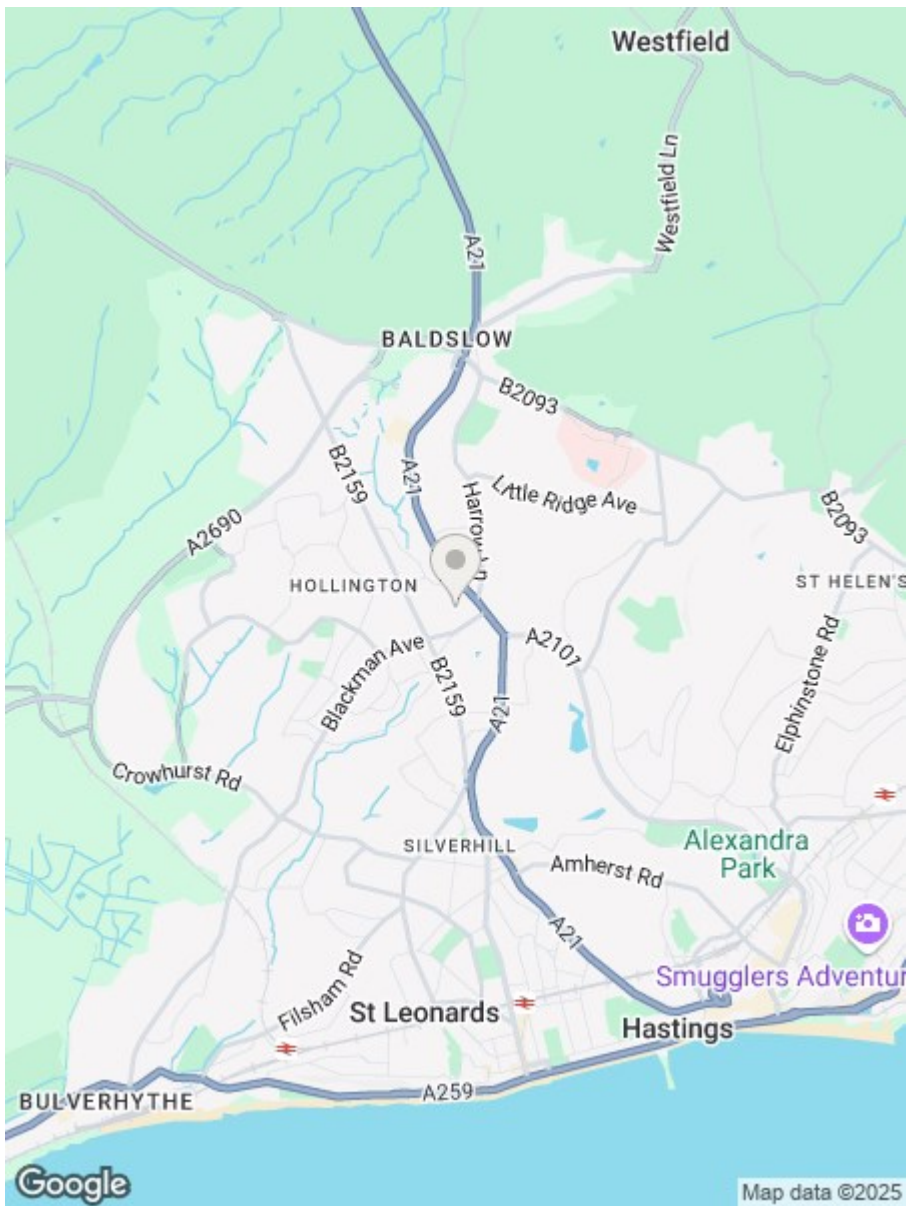 Westfield
Westfield Ln
A21
BALDSLOW
B2093
A21
B2159
Little Ridge Ave
Harrow Ln
B2093
A2690
HOLLINGTON
ST HELEN'S
A2101
Blackman Ave
B2159
Elphinstone Rd
A21
Crowhurst Rd
SILVERHILL
Alexandra
Park
Amherst Rd
A21
Filsham Rd
Smugglers Adventur
St Leonards
Hastings
A259
BULVERHYTHE
Google
Map data ©2025